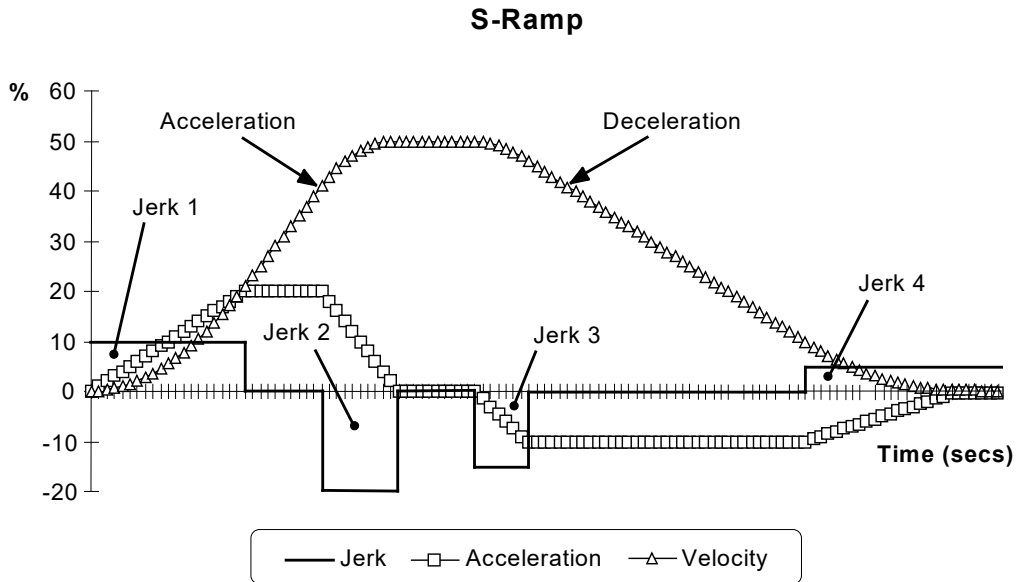 S-Ramp
%
60
50
40
30
20
10
0
-10
-20
Acceleration
Deceleration
Jerk 1
Jerk 2
Jerk 3
Jerk 4
Time (secs)
Jerk Acceleration Velocity